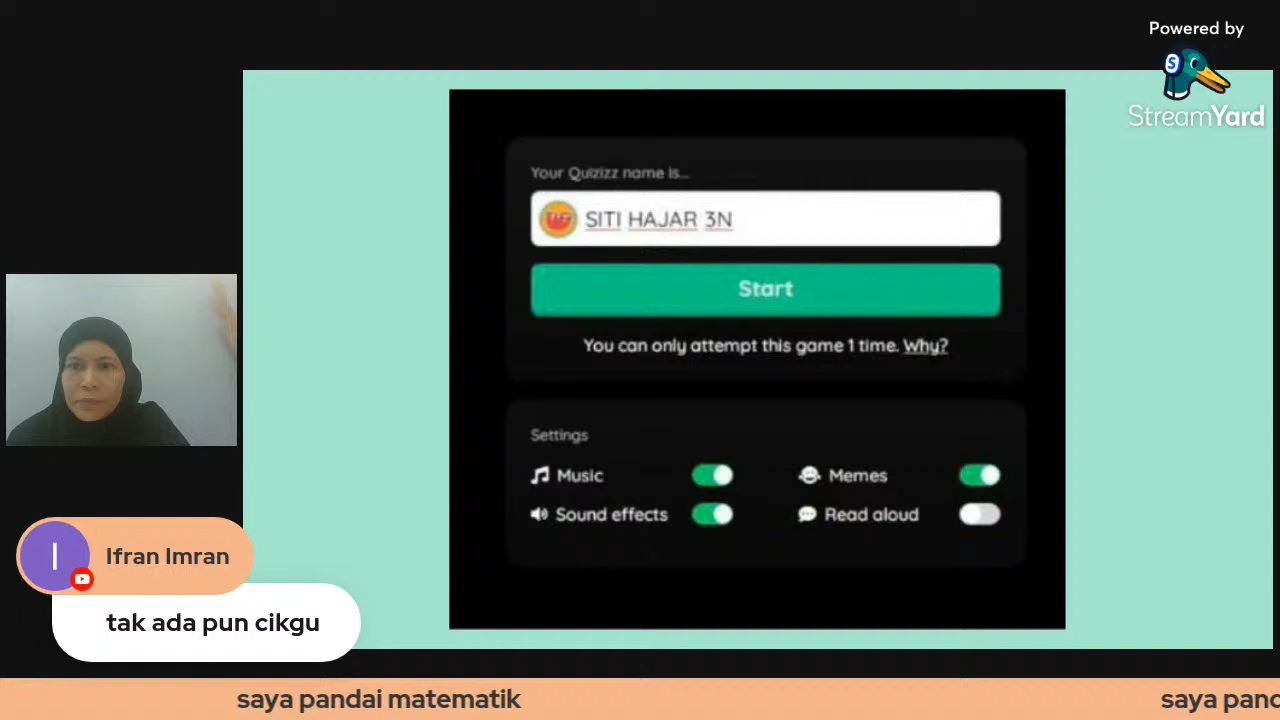 Powered by
StreamYard
Your Quizizz name is...
SITI HAJAR 3N
Start
You can only attempt this game 1 time. Why?
Settings
Music
Memes
Sound effects
Read aloud
I
Ifran Imran
tak ada pun cikgu
saya pandai matematik
saya pand